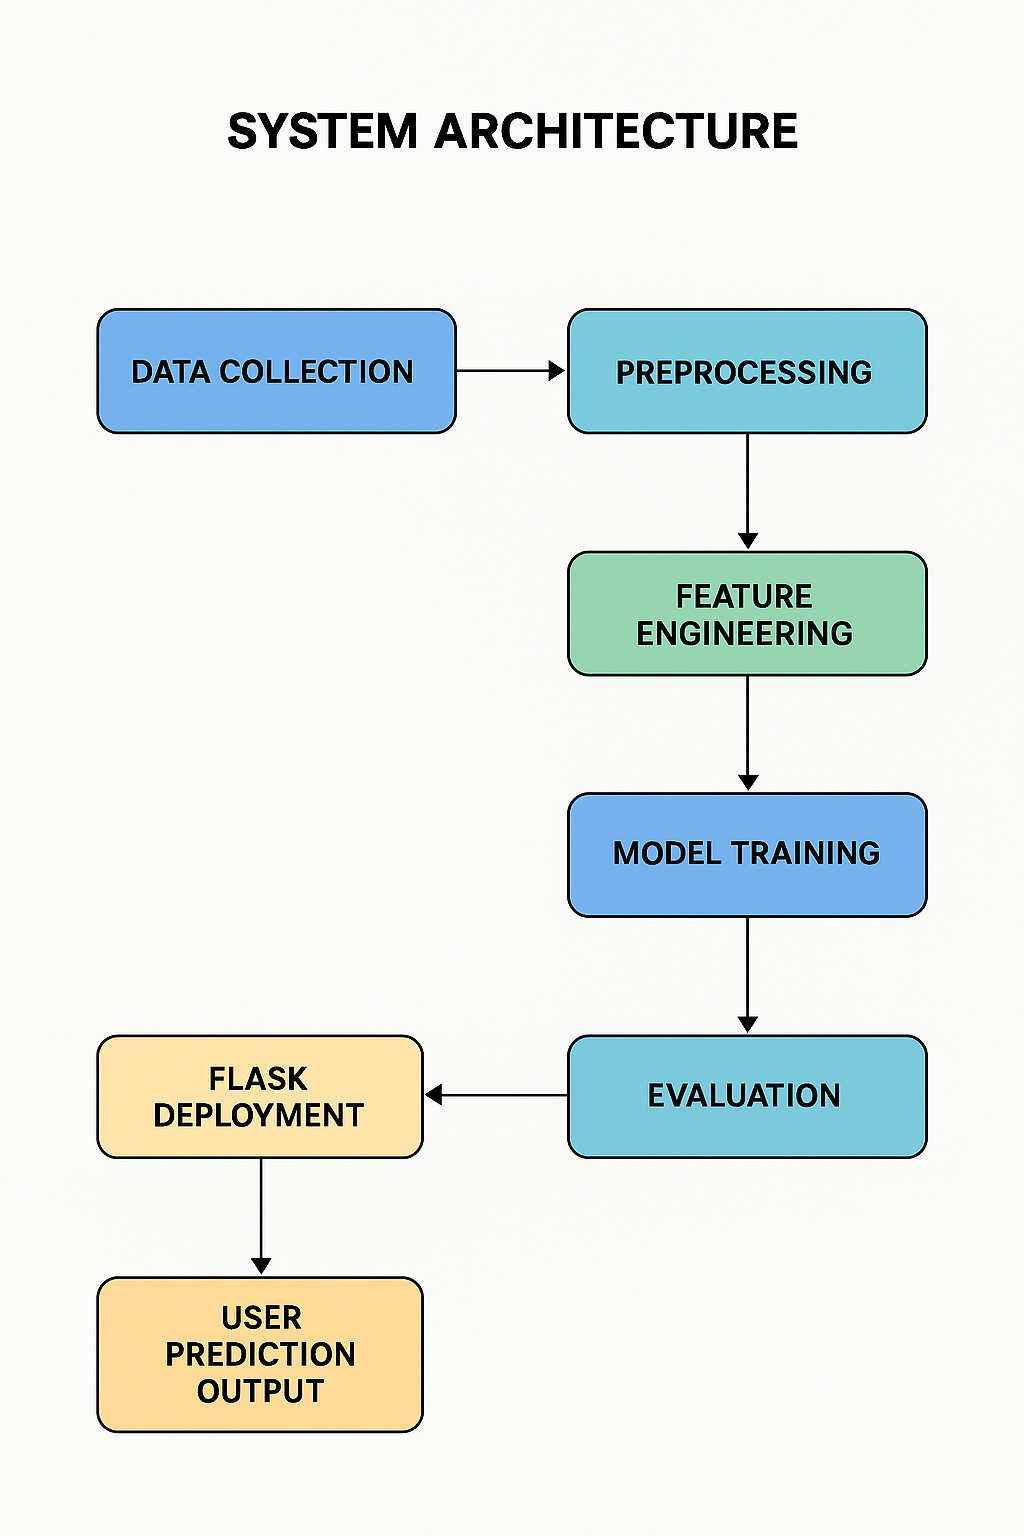 SYSTEM ARCHITECTURE
DATA COLLECTION
PREPROCESSING
FEATURE
ENGINEERING
MODEL TRAINING
EVALUATION
FLASK
DEPLOYMENT
USER
PREDICTION
OUTPUT